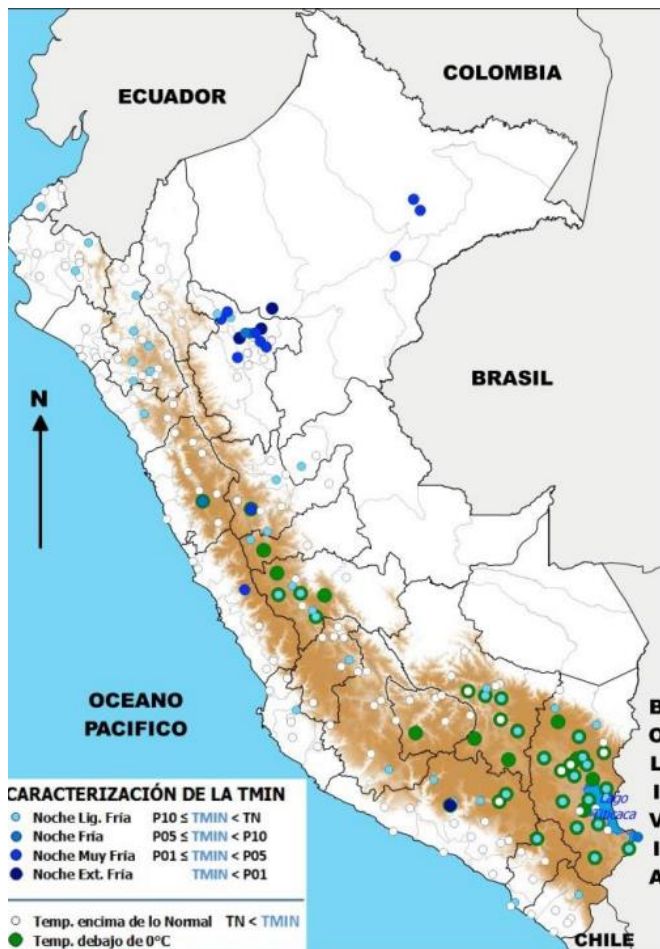 COLOMBIA
ECUADOR
BRASIL
N
OCEANO
PACIFICO
BOLIVIA
Lago
Titicaca
CHILE
CARACTERIZACIÓN DE LA TMIN
Noche Lig. Fría P10 ≤ TMIN < TN
Noche Fría P05 ≤ TMIN < P10
Noche Muy Fría P01 ≤ TMIN < P05
Noche Ext. Fría TMIN < P01
Temp. encima de lo Normal TN < TMIN
Temp. debajo de 0°C